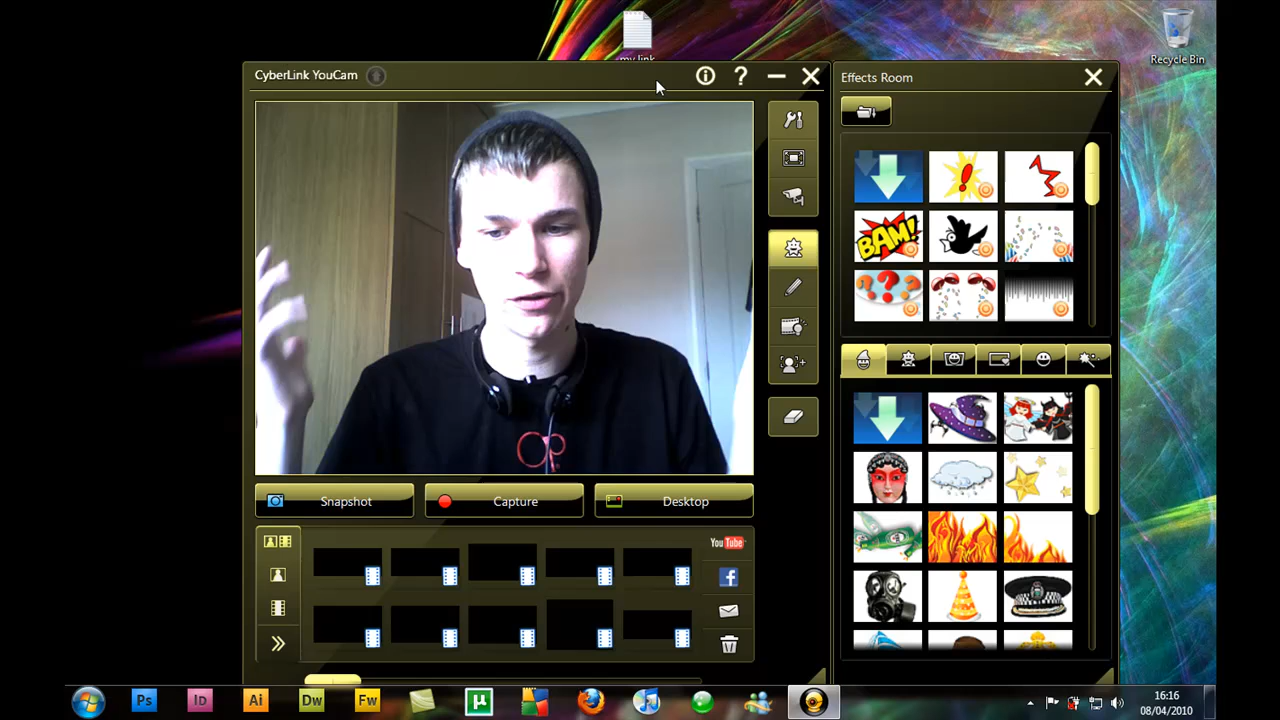 my link
Recycle Bin
CyberLink YouCam
?
Effects Room
BAM!
OP
Snapshot
Capture
Desktop
YouTube
f
Ps
Id
Ai
Dw
Fw
µ
16:16
08/04/2010